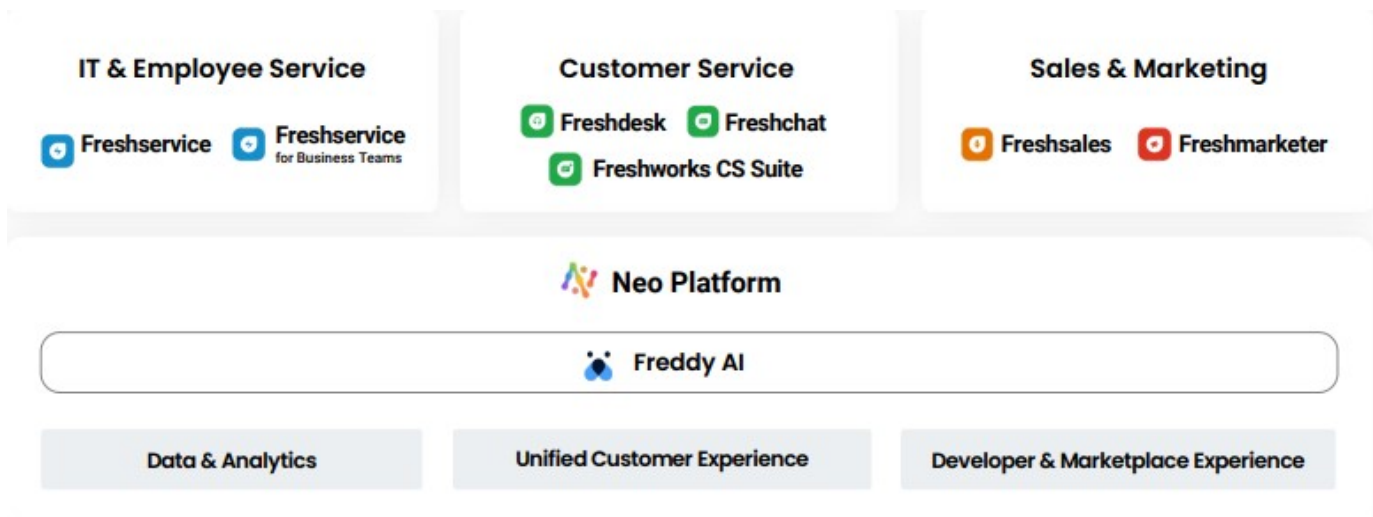 IT & Employee Service
Freshservice
Freshservice
for Business Teams
Customer Service
Freshdesk
Freshchat
Freshworks CS Suite
Sales & Marketing
Freshsales
Freshmarketer
Neo Platform
Freddy AI
Data & Analytics
Unified Customer Experience
Developer & Marketplace Experience